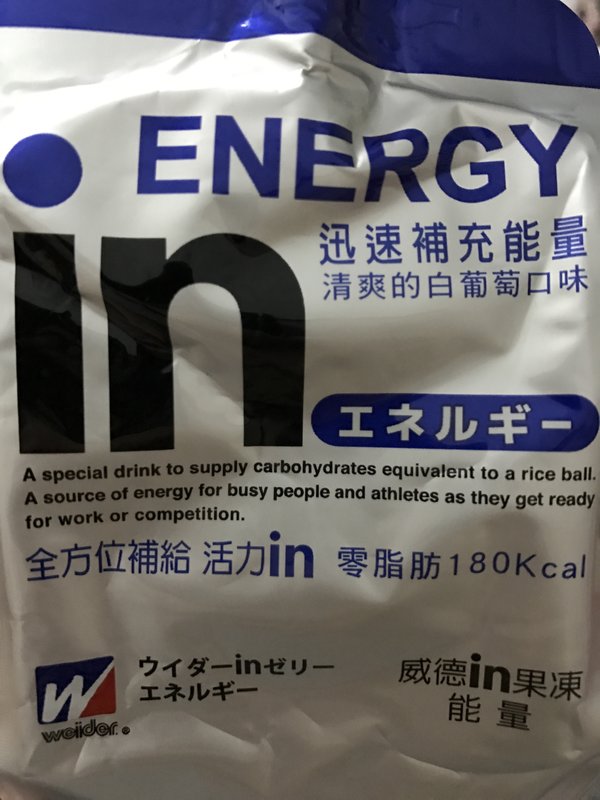 ENERGY
in
迅速補充能量
清爽的白葡萄口味
エネルギー
A special drink to supply carbohydrates equivalent to a rice ball.
A source of energy for busy people and athletes as they get ready
for work or competition.
全方位補給 活力in 零脂肪180Kcal
W
weider®
ウイダーinゼリー
エネルギー
威德in果凍
能量